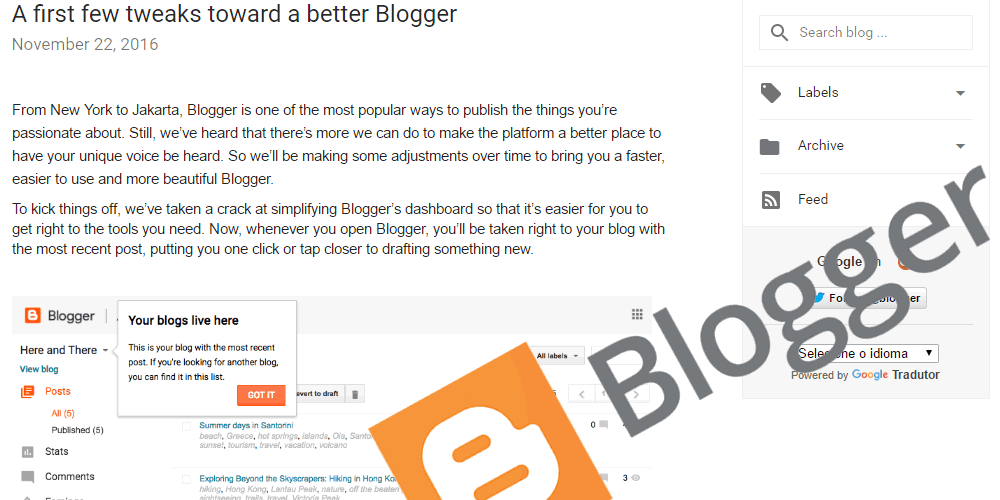 A first few tweaks toward a better Blogger
November 22, 2016
From New York to Jakarta, Blogger is one of the most popular ways to publish the things you're
passionate about. Still, we've heard that there's more we can do to make the platform a better place to
have your unique voice be heard. So we'll be making some adjustments over time to bring you a faster,
easier to use and more beautiful Blogger.
To kick things off, we've taken a crack at simplifying Blogger's dashboard so that it's easier for you to
get right to the tools you need. Now, whenever you open Blogger, you'll be taken right to your blog with
the most recent post, putting you one click or tap closer to drafting something new.
Blogger
Your blogs live here
This is your blog with the most recent
post. If you're looking for another blog,
you can find it in this list.
GOT IT
Here and There
View blog
Posts
All (5)
Published (5)
Stats
Comments
All labels
evert to draft
Summer days in Santorini
beach, Greece, hot springs, islands, Oia, Santo
sunset, tourism, travel, vacation, volcano
0
Exploring Beyond the Skyscrapers: Hiking in Hong Ko
hiking, Hong Kong, Lantau Peak, nature, off the beaten
sightseeing, trails, travel, Victoria Peak
3
Search blog ...
Labels
Archive
Feed
Google
@blogger
Selecione o idioma
Powered by Google Tradutor
Blogger